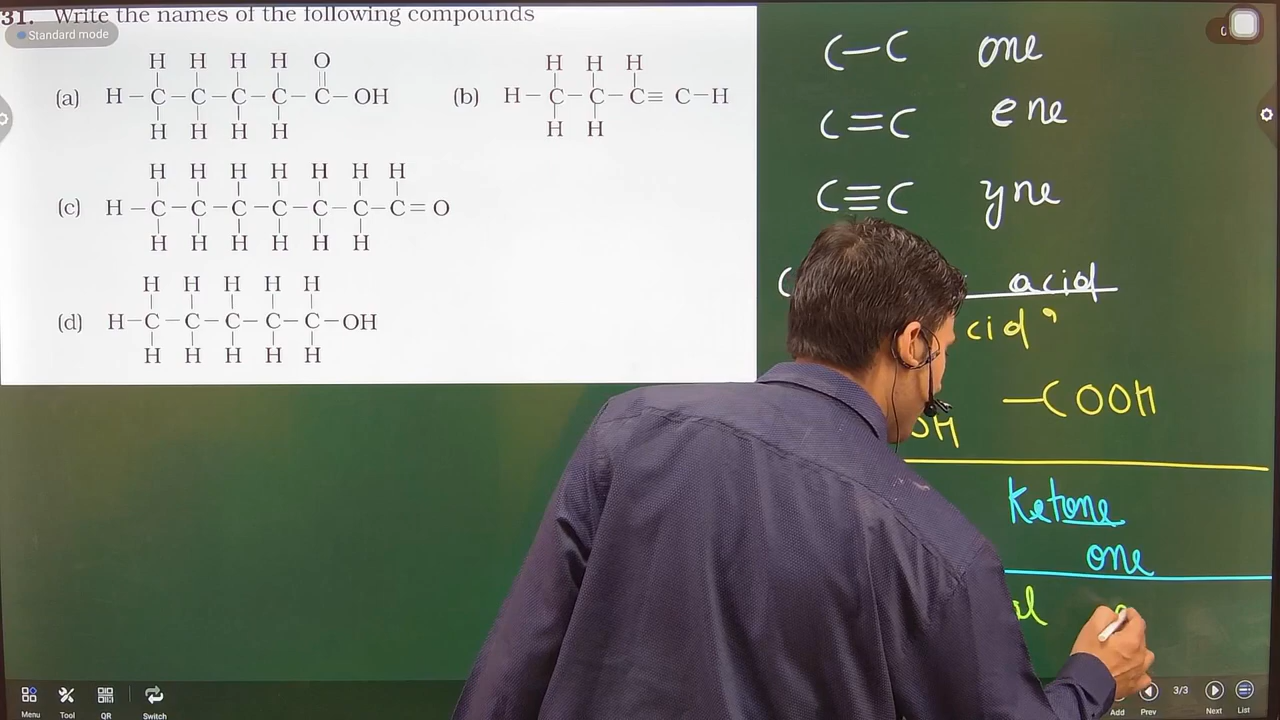 31. Write the names of the following compounds
Standard mode
H H H H O
(a) H – C – C – C – C – C – OH
H H H H
H H H
(b) H – C – C – C ≡ C – H
H H
H H H H H H H
(c) H – C – C – C – C – C – C – C = O
H H H H H H
H H H H H
(d) H – C – C – C – C – C – OH
H H H H H
C–C one
C=C ene
C≡C yne
acid
–COOH
OH
Ketone
one
Menu
Tool
QR
Switch
Add
Prev
3/3
Next
List